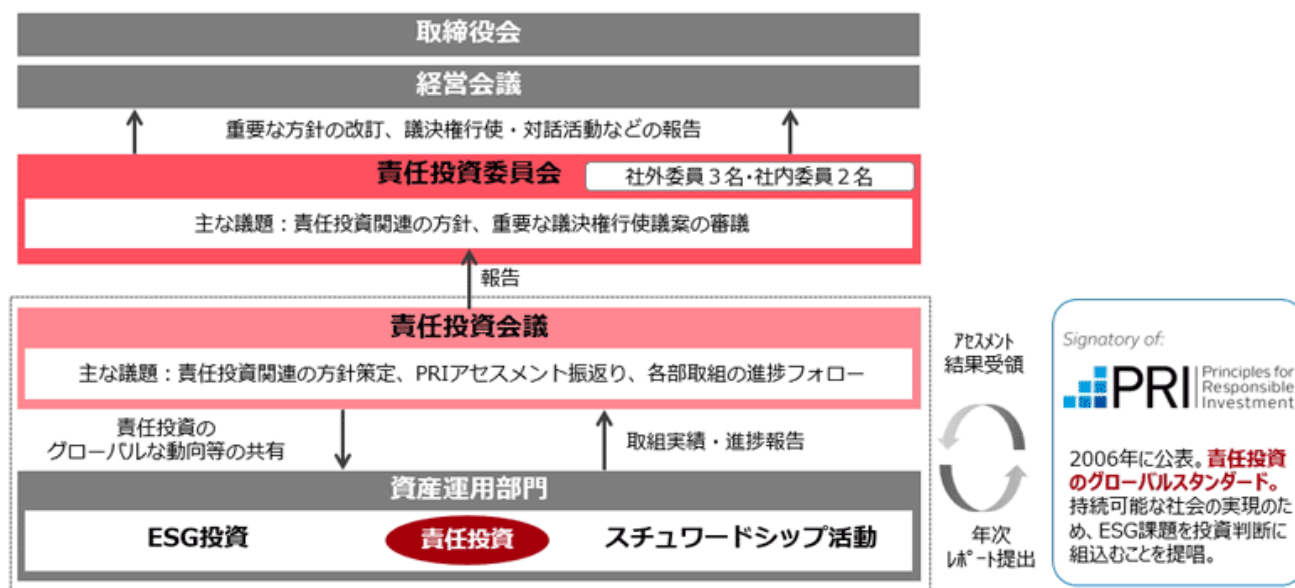 取締役会
経営会議
重要な方針の改訂、議決権行使・対話活動などの報告
責任投資委員会
社外委員３名・社内委員２名
主な議題：責任投資関連の方針、重要な議決権行使議案の審議
報告
責任投資会議
主な議題：責任投資関連の方針策定、PRIアセスメント振返り、各部取組の進捗フォロー
責任投資の
グローバルな動向等の共有
取組実績・進捗報告
資産運用部門
ESG投資
責任投資
スチュワードシップ活動
ｱｾｽﾒﾝﾄ
結果受領
年次
ﾚﾎﾟｰﾄ提出
Signatory of:
PRI
Principles for
Responsible
Investment
2006年に公表。責任投資
のグローバルスタンダード。
持続可能な社会の実現のた
め、ESG課題を投資判断に
組込むことを提唱。